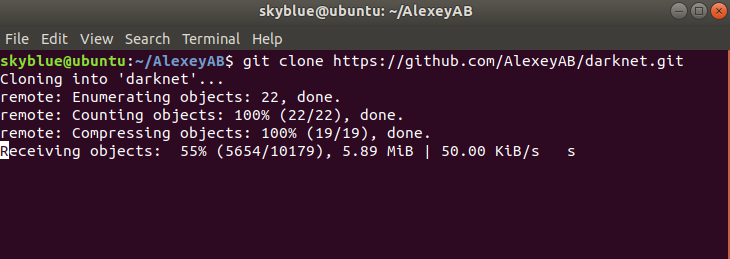 skyblue@ubuntu: ~/AlexeyAB
File Edit View Search Terminal Help
skyblue@ubuntu:~/AlexeyAB$ git clone https://github.com/AlexeyAB/darknet.git
Cloning into 'darknet'...
remote: Enumerating objects: 22, done.
remote: Counting objects: 100% (22/22), done.
remote: Compressing objects: 100% (19/19), done.
Receiving objects:  55% (5654/10179), 5.89 MiB | 50.00 KiB/s   s